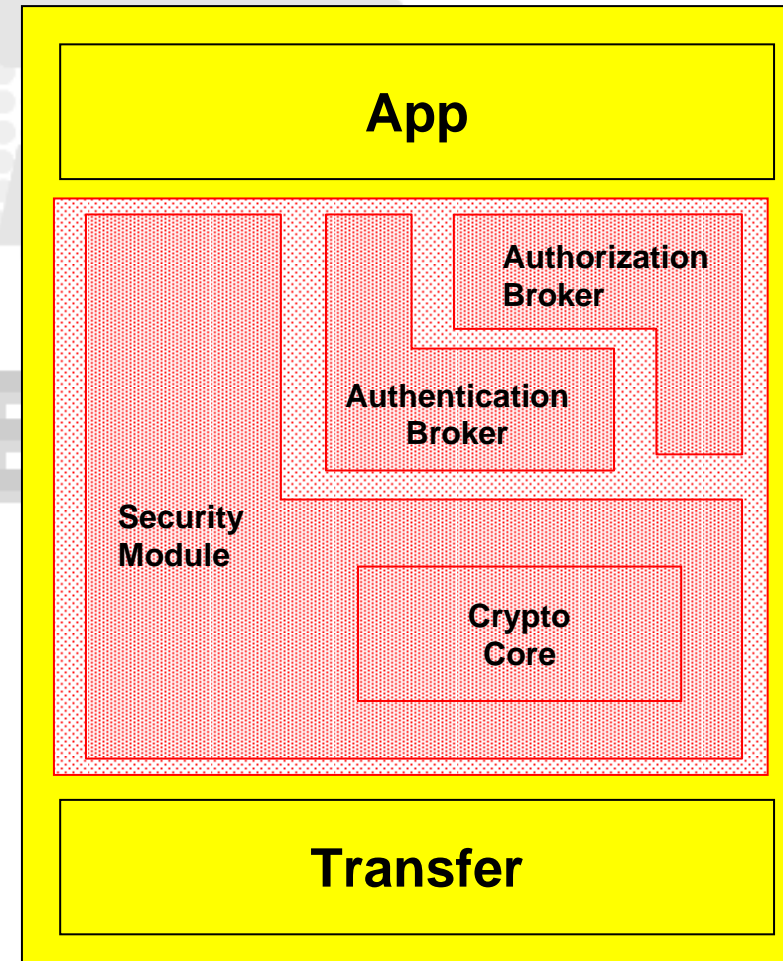 App
Authorization
Broker
Authentication
Broker
Security
Module
Crypto
Core
Transfer